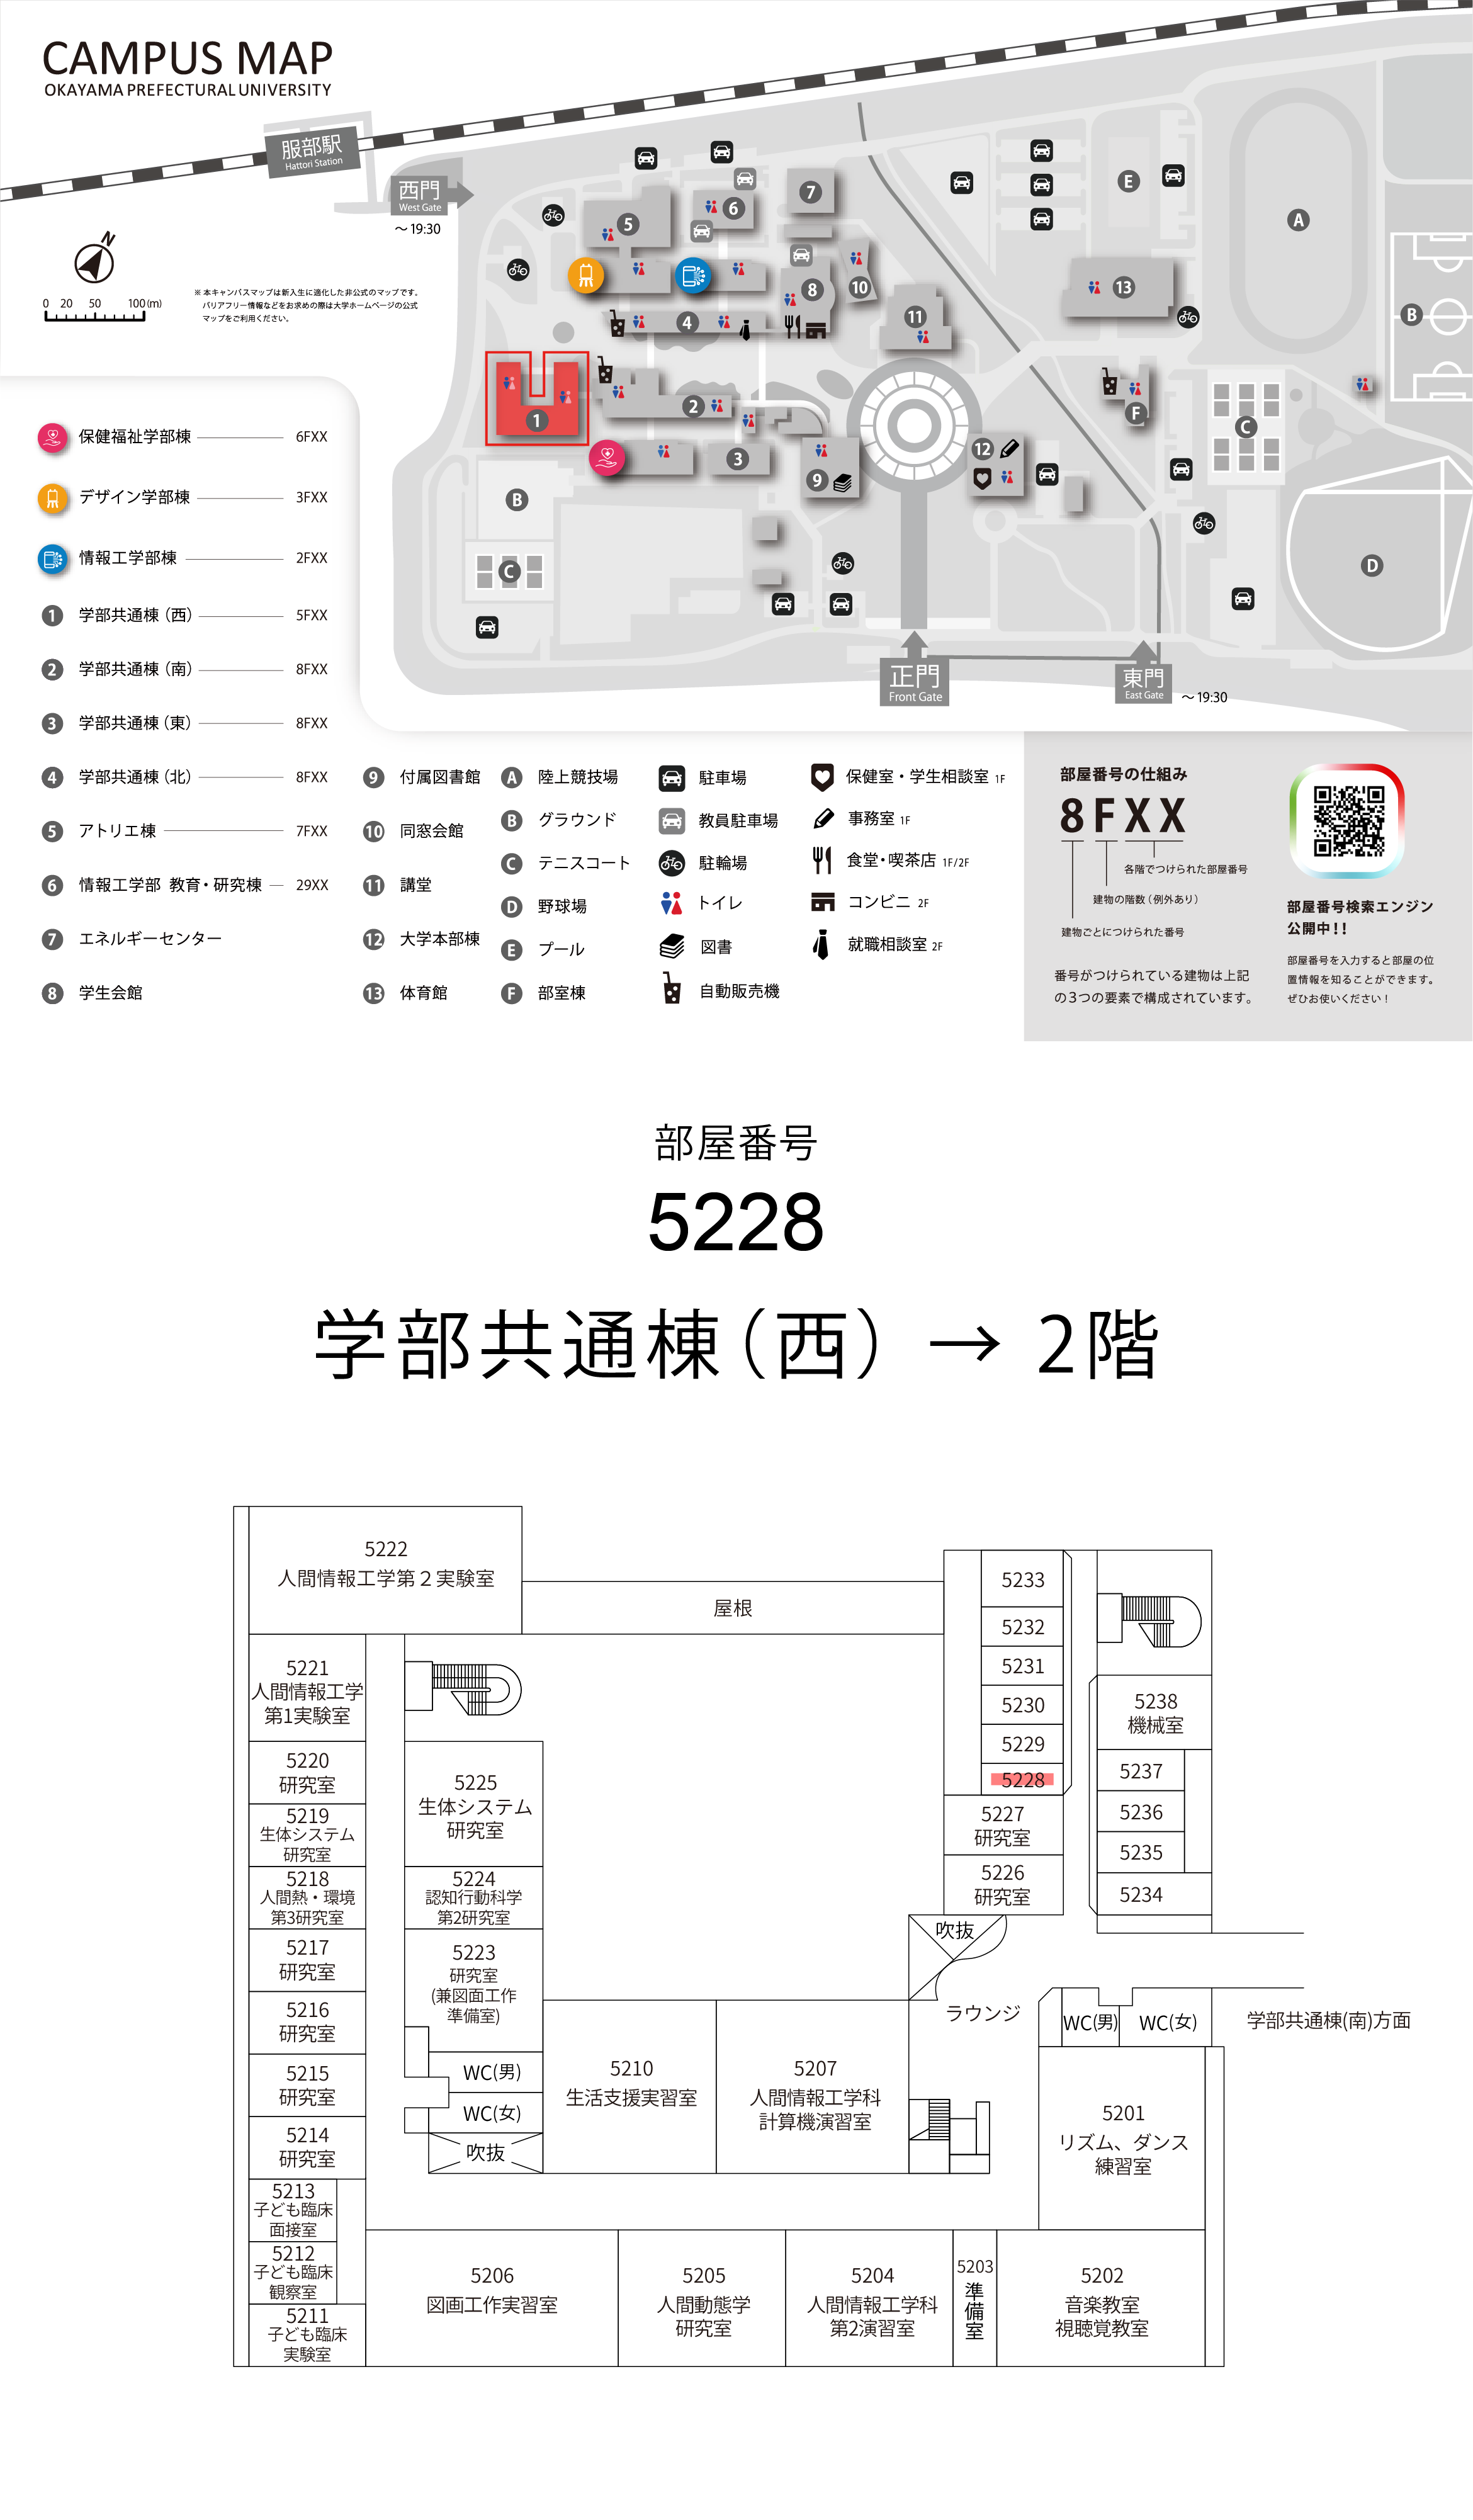 CAMPUS MAP
OKAYAMA PREFECTURAL UNIVERSITY
服部駅
Hattori Station
西門
West Gate
～19:30
N
0 20 50 100(m)
※ 本キャンパスマップは新入生に適化した非公式のマップです。
バリアフリー情報などをお求めの際は大学ホームページの公式
マップをご利用ください。
5
6
7
8
10
4
11
13
E
A
B
1
2
3
9
12
F
C
B
C
D
正門
Front Gate
東門
East Gate
～19:30
保健福祉学部棟 6FXX
デザイン学部棟 3FXX
情報工学部棟 2FXX
1 学部共通棟（西） 5FXX
2 学部共通棟（南） 8FXX
3 学部共通棟（東） 8FXX
4 学部共通棟（北） 8FXX
5 アトリエ棟 7FXX
6 情報工学部 教育・研究棟 29XX
7 エネルギーセンター
8 学生会館
9 付属図書館
10 同窓会館
11 講堂
12 大学本部棟
13 体育館
A 陸上競技場
B グラウンド
C テニスコート
D 野球場
E プール
F 部室棟
駐車場
教員駐車場
駐輪場
トイレ
図書
自動販売機
保健室・学生相談室 1F
事務室 1F
食堂・喫茶店 1F/2F
コンビニ 2F
就職相談室 2F
部屋番号の仕組み
8FXX
各階でつけられた部屋番号
建物の階数（例外あり）
建物ごとにつけられた番号
番号がつけられている建物は上記
の３つの要素で構成されています。
部屋番号検索エンジン
公開中！！
部屋番号を入力すると部屋の位
置情報を知ることができます。
ぜひお使いください！
部屋番号
5228
学部共通棟（西）→ 2階
5222
人間情報工学第２実験室
屋根
5221
人間情報工学
第1実験室
5220
研究室
5219
生体システム
研究室
5218
人間熱・環境
第3研究室
5217
研究室
5216
研究室
5215
研究室
5214
研究室
5213
子ども臨床
面接室
5212
子ども臨床
観察室
5211
子ども臨床
実験室
5225
生体システム
研究室
5224
認知行動科学
第2研究室
5223
研究室
(兼図面工作
準備室)
WC(男)
WC(女)
吹抜
5210
生活支援実習室
5207
人間情報工学科
計算機演習室
5233
5232
5231
5230
5229
5228
5227
研究室
5226
研究室
吹抜
ラウンジ
5238
機械室
5237
5236
5235
5234
WC(男)
WC(女)
学部共通棟(南)方面
5201
リズム、ダンス
練習室
5206
図画工作実習室
5205
人間動態学
研究室
5204
人間情報工学科
第2演習室
5203
準備室
5202
音楽教室
視聴覚教室